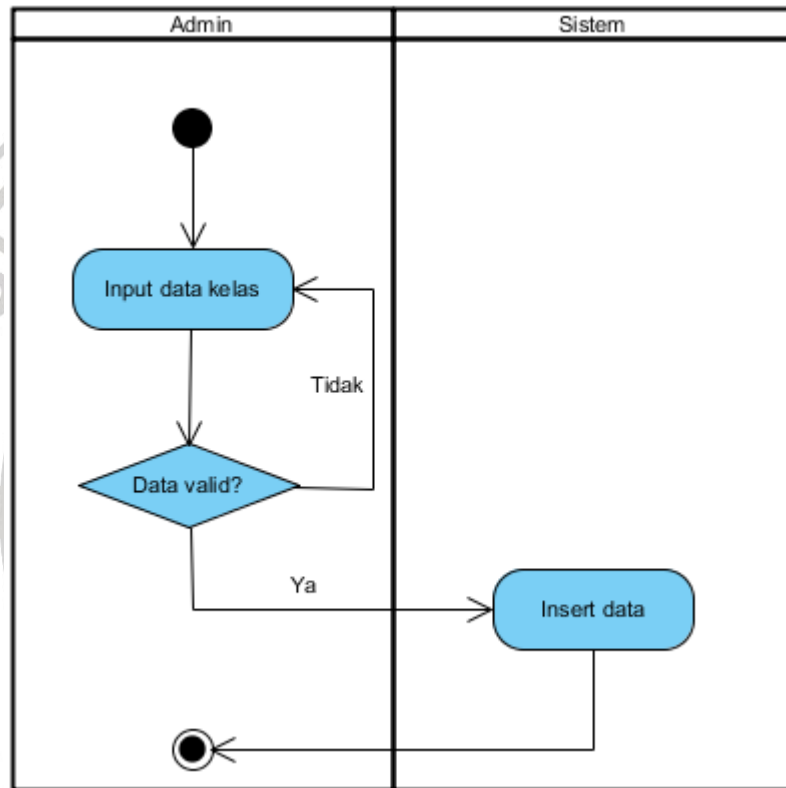 Admin
Sistem
Input data kelas
Tidak
Data valid?
Ya
Insert data